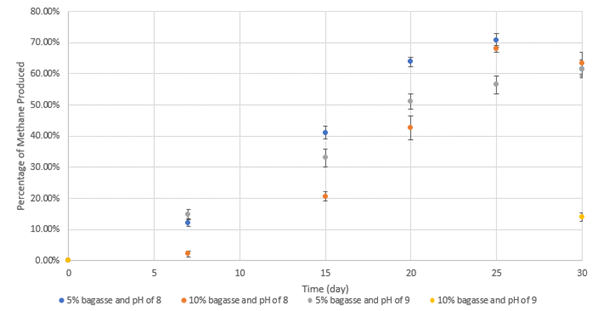 80.00%
70.00%
60.00%
50.00%
40.00%
30.00%
20.00%
10.00%
0.00%
Percentage of Methane Produced
0 5 10 15 20 25 30
Time (day)
5% bagasse and pH of 8 10% bagasse and pH of 8 5% bagasse and pH of 9 10% bagasse and pH of 9